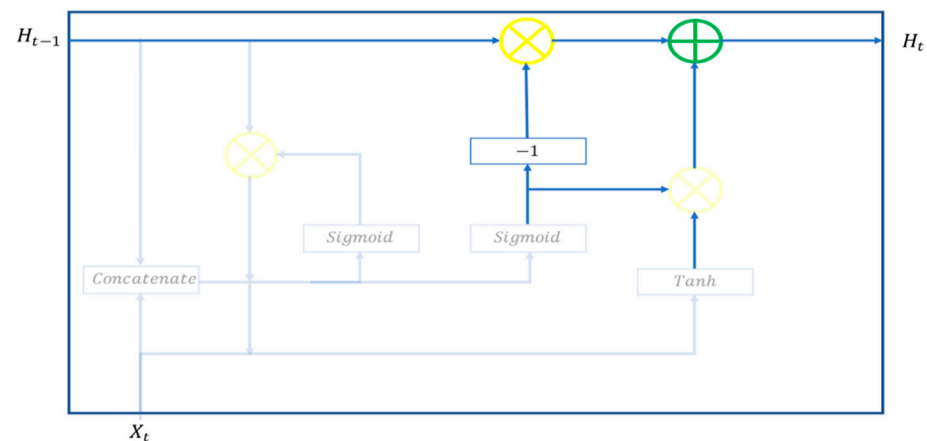 H_{t−1}
H_t
−1
Sigmoid
Sigmoid
Concatenate
Tanh
X_t